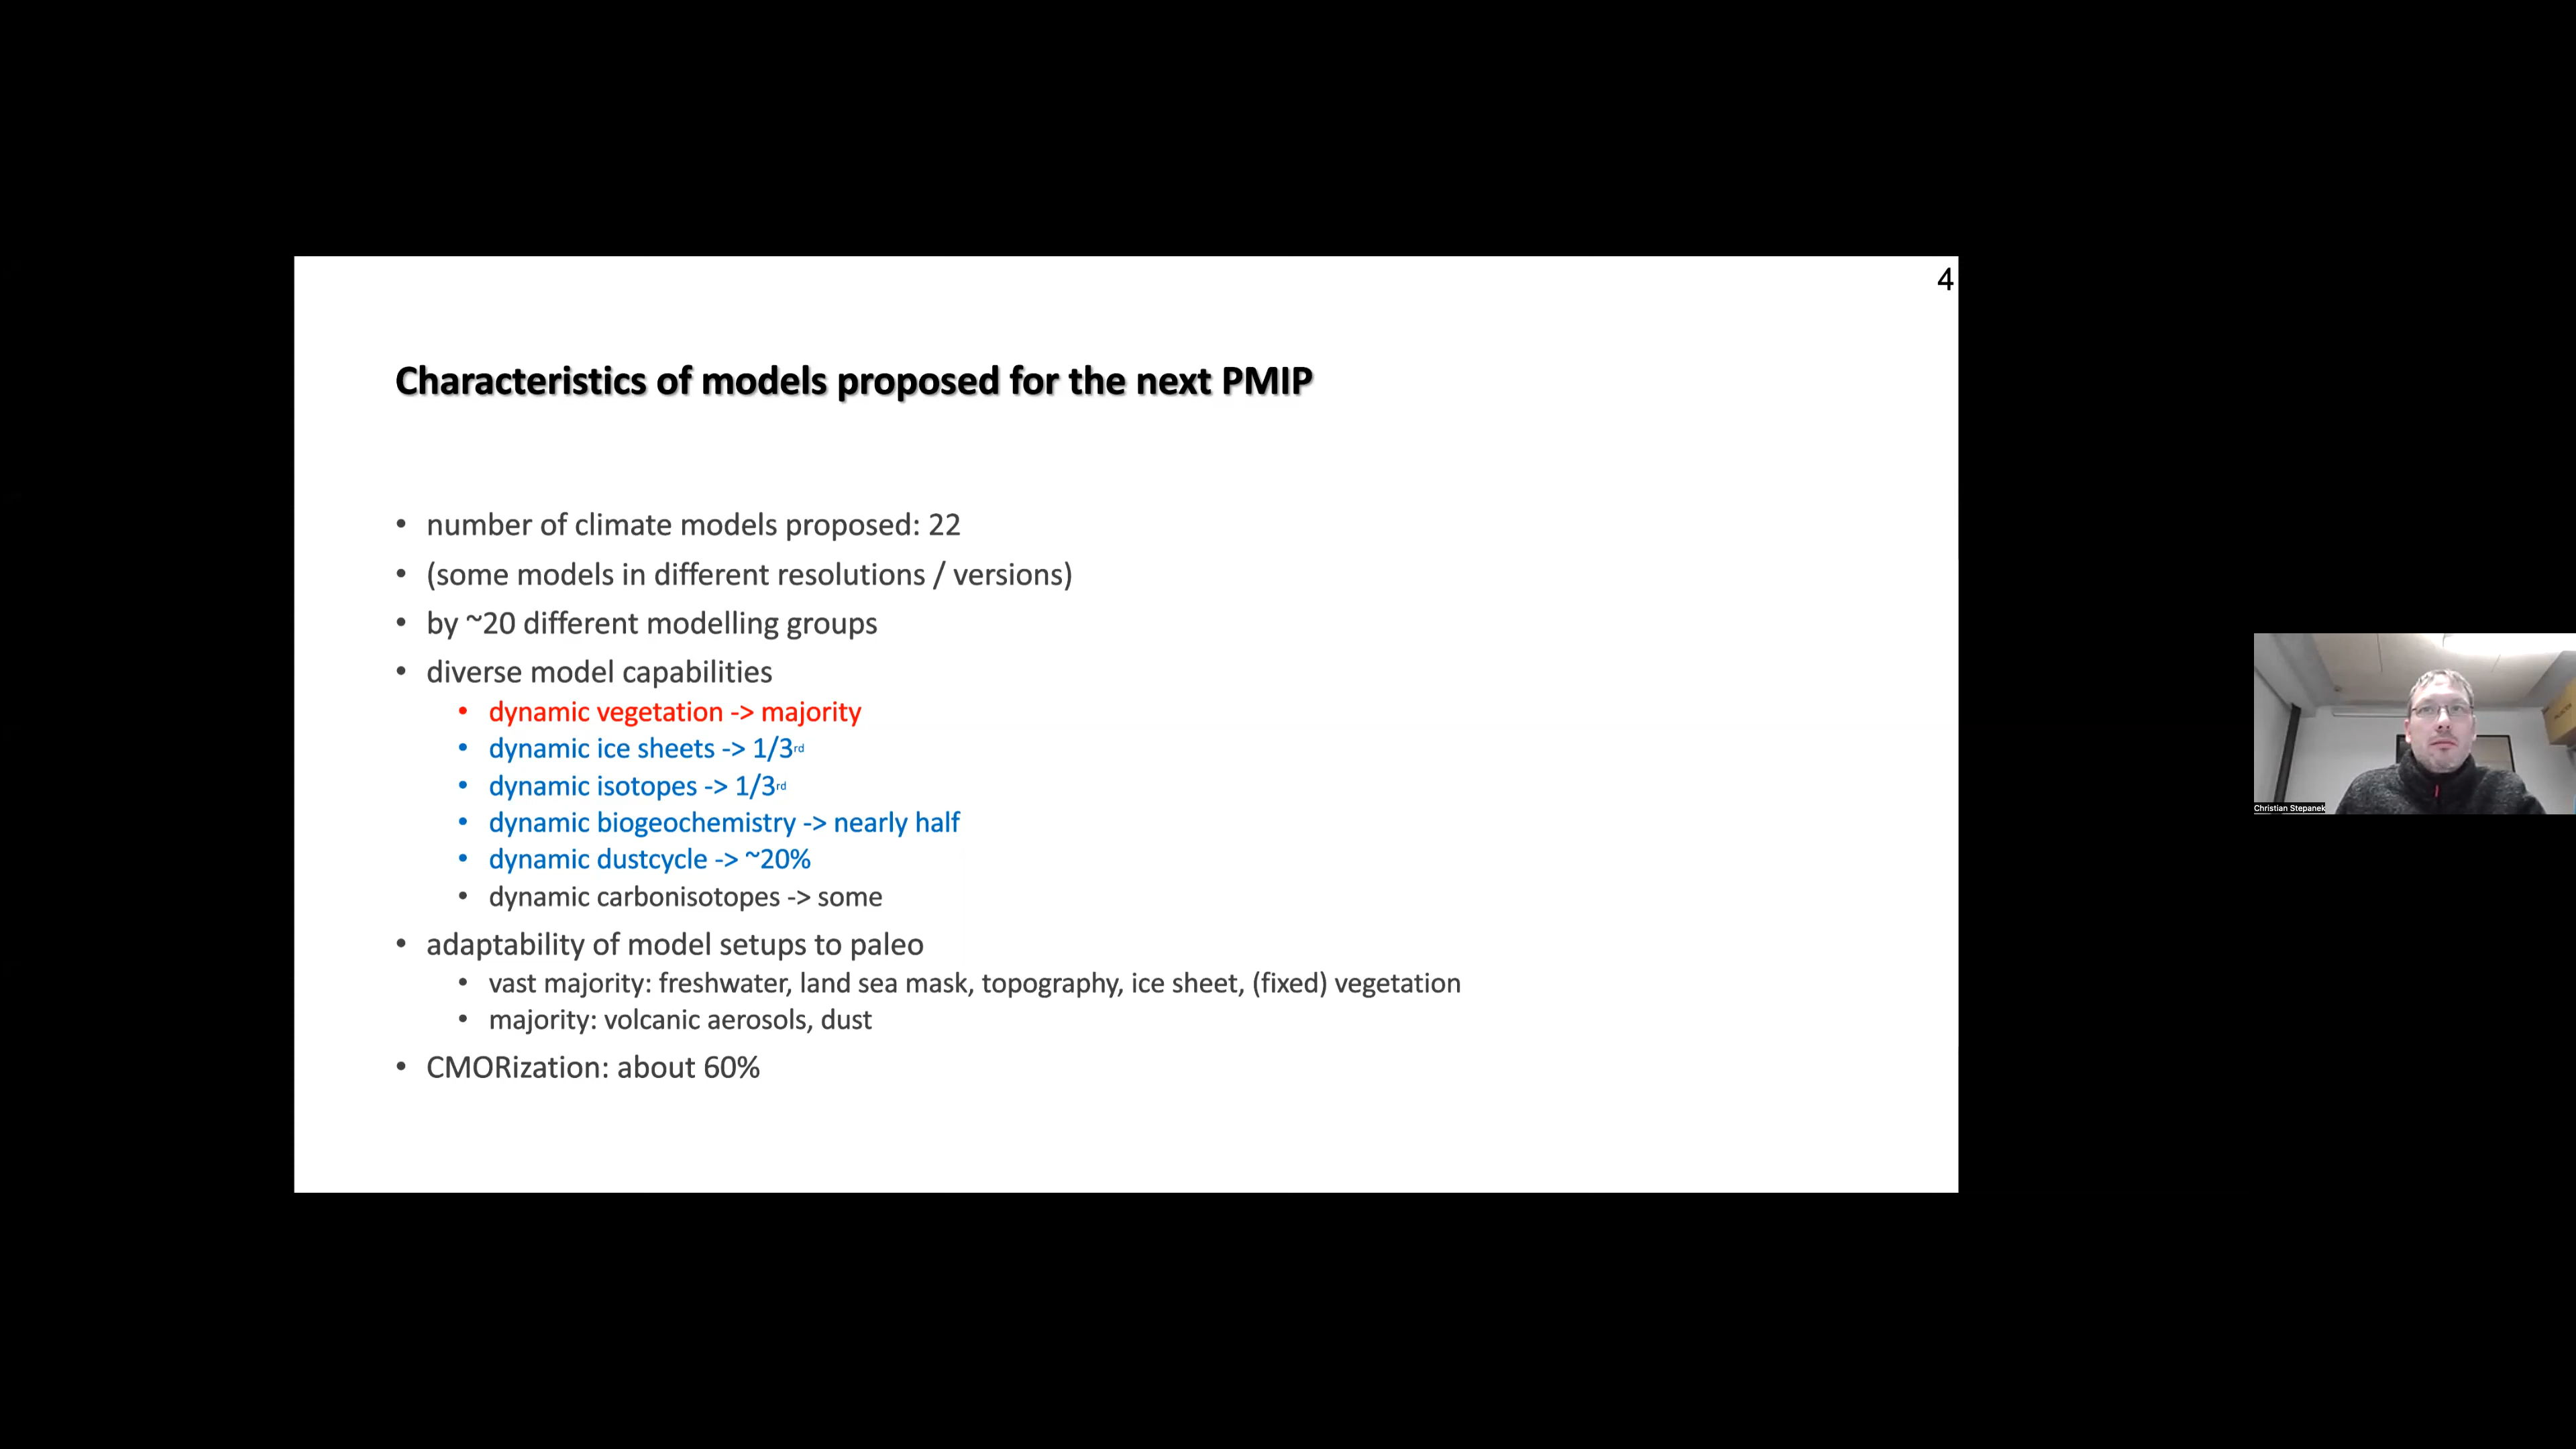 4
Characteristics of models proposed for the next PMIP
• number of climate models proposed: 22
• (some models in different resolutions / versions)
• by ~20 different modelling groups
• diverse model capabilities
• dynamic vegetation -> majority
• dynamic ice sheets -> 1/3rd
• dynamic isotopes -> 1/3rd
• dynamic biogeochemistry -> nearly half
• dynamic dustcycle -> ~20%
• dynamic carbonisotopes -> some
• adaptability of model setups to paleo
• vast majority: freshwater, land sea mask, topography, ice sheet, (fixed) vegetation
• majority: volcanic aerosols, dust
• CMORization: about 60%
Christian Stepanek